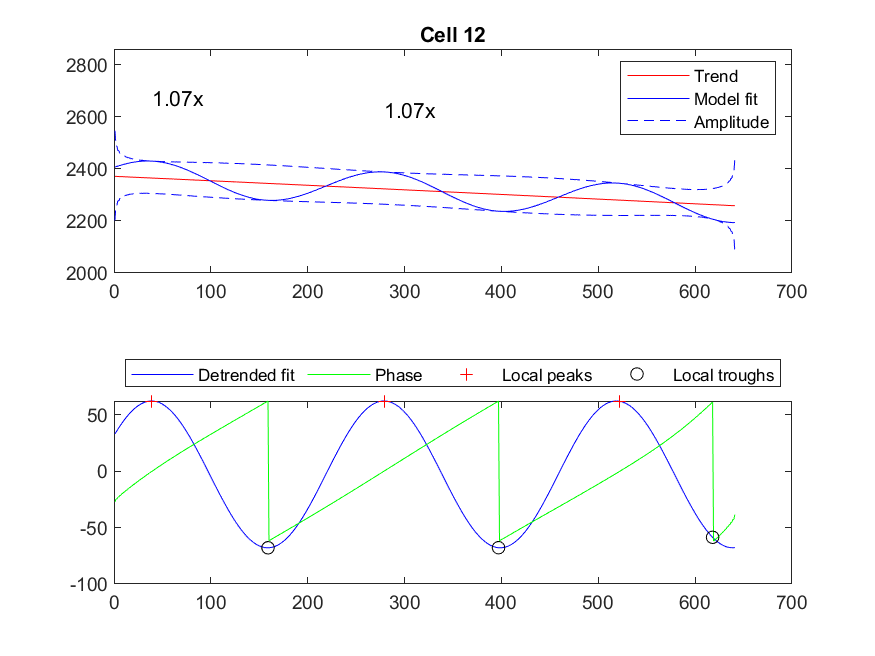 Cell 12
2800
2600
2400
2200
2000
1.07x
1.07x
Trend
Model fit
Amplitude
0 100 200 300 400 500 600 700
Detrended fit Phase Local peaks Local troughs
50
0
-50
-100
0 100 200 300 400 500 600 700